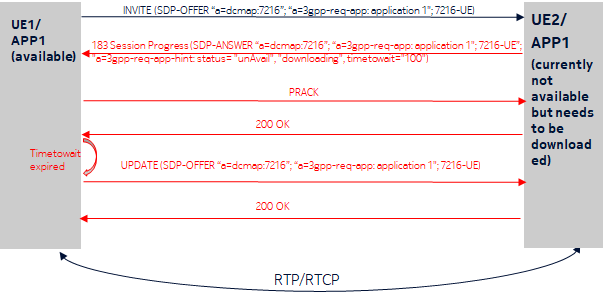 INVITE (SDP-OFFER "a=dcmap:7216"; "a=3gpp-req-app: application 1"; 7216-UE)
UE1/
APP1
(available)
UE2/
APP1
(currently
not
available
but needs
to be
download
ed)
183 Session Progress (SDP-ANSWER "a=dcmap:7216"; "a=3gpp-req-app: application 1"; 7216-UE";
"a=3gpp-req-app-hint: status= "unAvail", "downloading", timetowait="100")
PRACK
200 OK
Timetowait
expired
UPDATE (SDP-OFFER "a=dcmap:7216"; "a=3gpp-req-app: application 1"; 7216-UE)
200 OK
RTP/RTCP